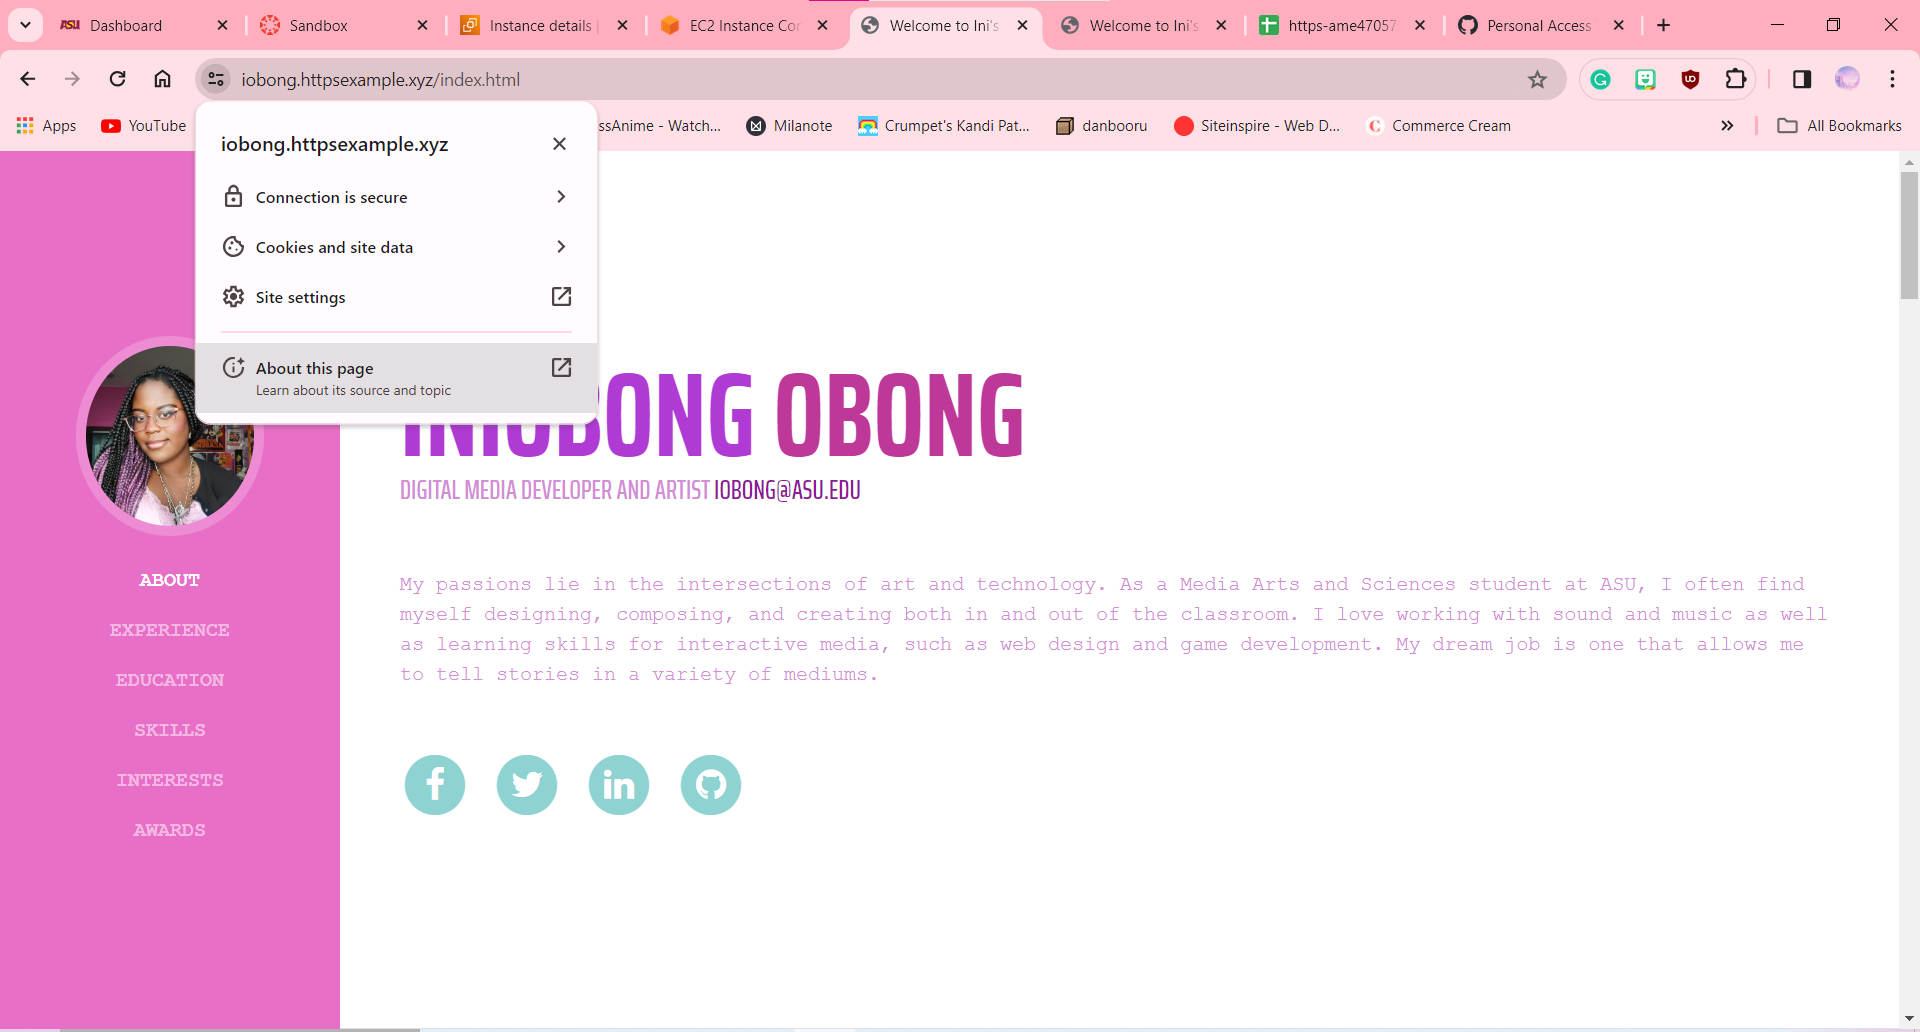 ASU Dashboard
Sandbox
Instance details |
EC2 Instance Cor
Welcome to Ini's
Welcome to Ini's
https-ame47057
Personal Access
iobong.httpsexample.xyz/index.html
Apps
YouTube
ssAnime - Watch...
Milanote
Crumpet's Kandi Pat...
danbooru
Siteinspire - Web D...
Commerce Cream
All Bookmarks
iobong.httpsexample.xyz
Connection is secure
Cookies and site data
Site settings
About this page
Learn about its source and topic
INIOBONG OBONG
DIGITAL MEDIA DEVELOPER AND ARTIST IOBONG@ASU.EDU
ABOUT
EXPERIENCE
EDUCATION
SKILLS
INTERESTS
AWARDS
My passions lie in the intersections of art and technology. As a Media Arts and Sciences student at ASU, I often find
myself designing, composing, and creating both in and out of the classroom. I love working with sound and music as well
as learning skills for interactive media, such as web design and game development. My dream job is one that allows me
to tell stories in a variety of mediums.